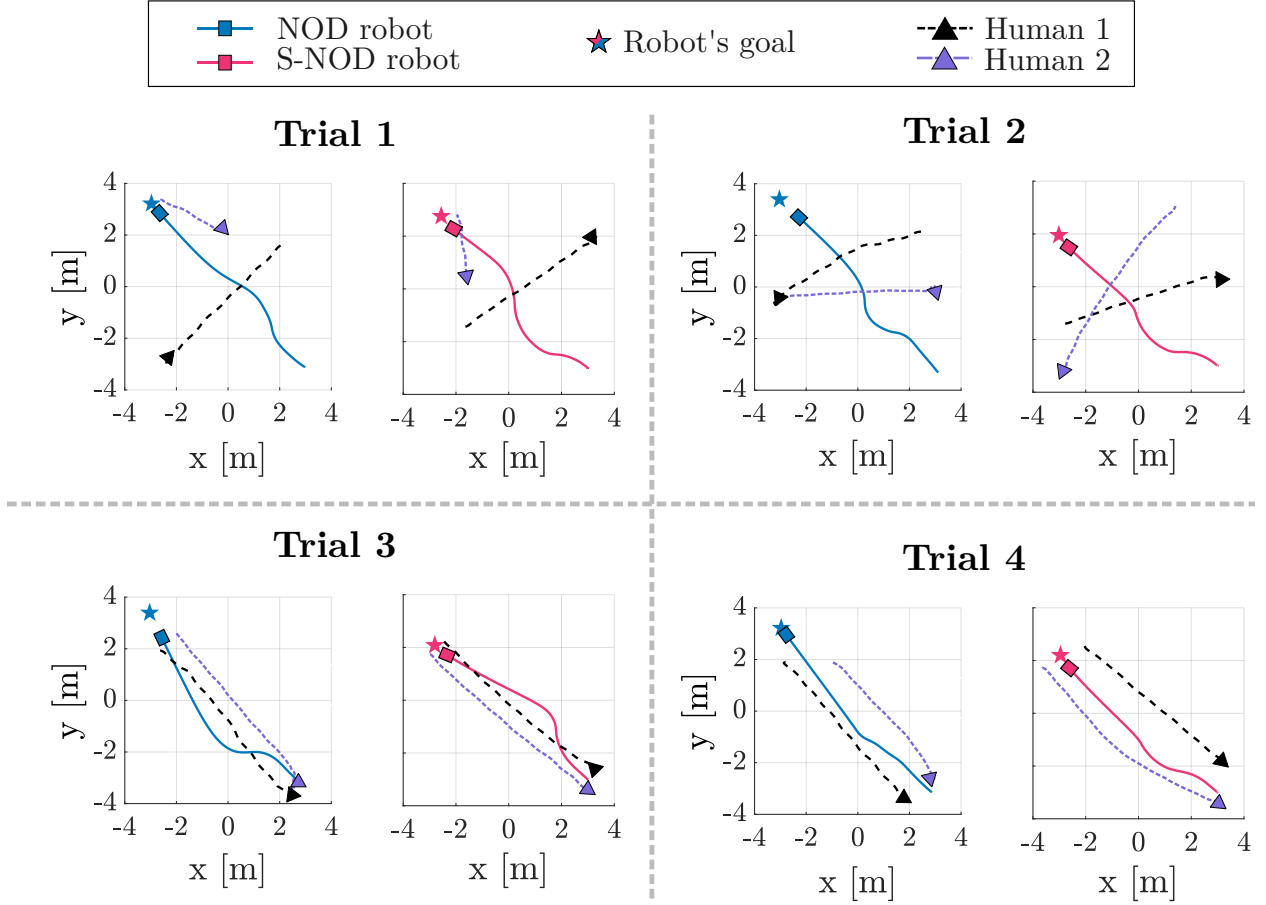 NOD robot
S-NOD robot
Robot's goal
Human 1
Human 2
Trial 1
4
2
0
-2
-4
y [m]
-4 -2 0 2 4
x [m]
-4 -2 0 2 4
x [m]
Trial 2
4
2
0
-2
-4
y [m]
-4 -2 0 2 4
x [m]
-4 -2 0 2 4
x [m]
Trial 3
4
2
0
-2
-4
y [m]
-4 -2 0 2 4
x [m]
-4 -2 0 2 4
x [m]
Trial 4
4
2
0
-2
-4
y [m]
-4 -2 0 2 4
x [m]
-4 -2 0 2 4
x [m]